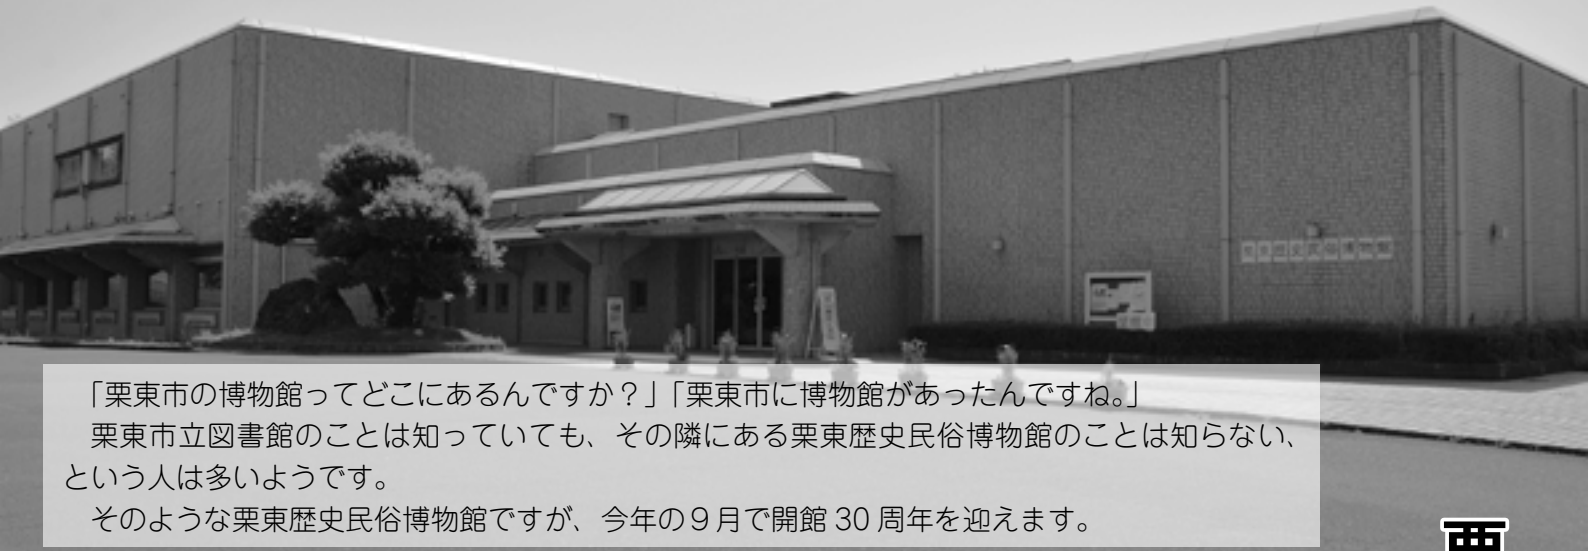 「栗東市の博物館ってどこにあるんですか？」「栗東市に博物館があったんですね。」
栗東市立図書館のことは知っていても、その隣にある栗東歴史民俗博物館のことは知らない、
という人は多いようです。
そのような栗東歴史民俗博物館ですが、今年の９月で開館 30 周年を迎えます。